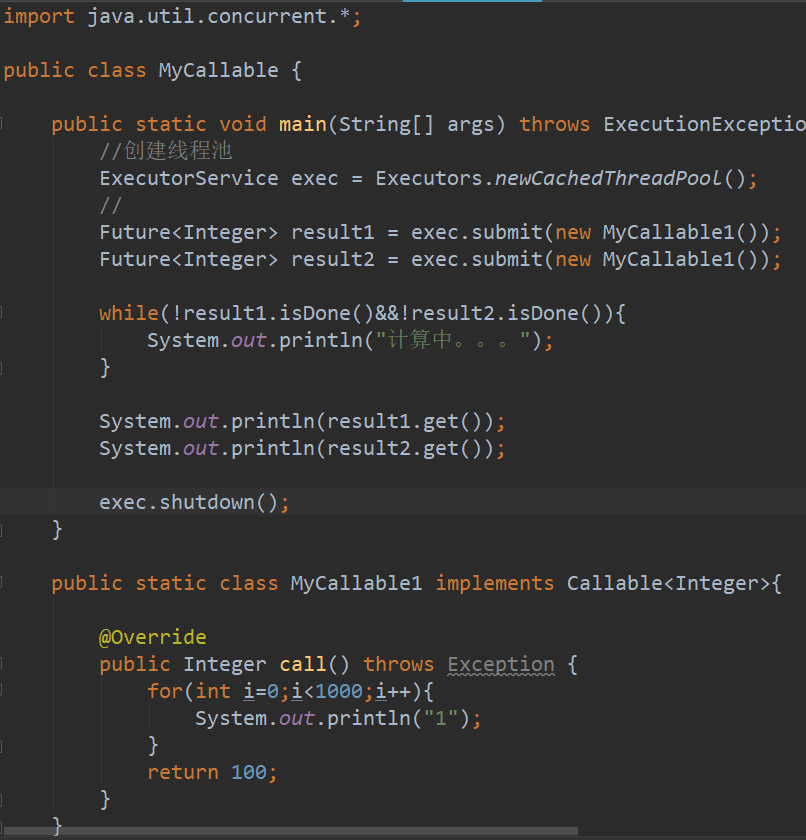 import java.util.concurrent.*;
public class MyCallable {
public static void main(String[] args) throws ExecutionExceptio
//创建线程池
ExecutorService exec = Executors.newCachedThreadPool();
//
Future<Integer> result1 = exec.submit(new MyCallable1());
Future<Integer> result2 = exec.submit(new MyCallable1());
while(!result1.isDone()&&!result2.isDone()){
System.out.println("计算中。。。");
}
System.out.println(result1.get());
System.out.println(result2.get());
exec.shutdown();
}
public static class MyCallable1 implements Callable<Integer>{
@Override
public Integer call() throws Exception {
for(int i=0;i<1000;i++){
System.out.println("1");
}
return 100;
}
}